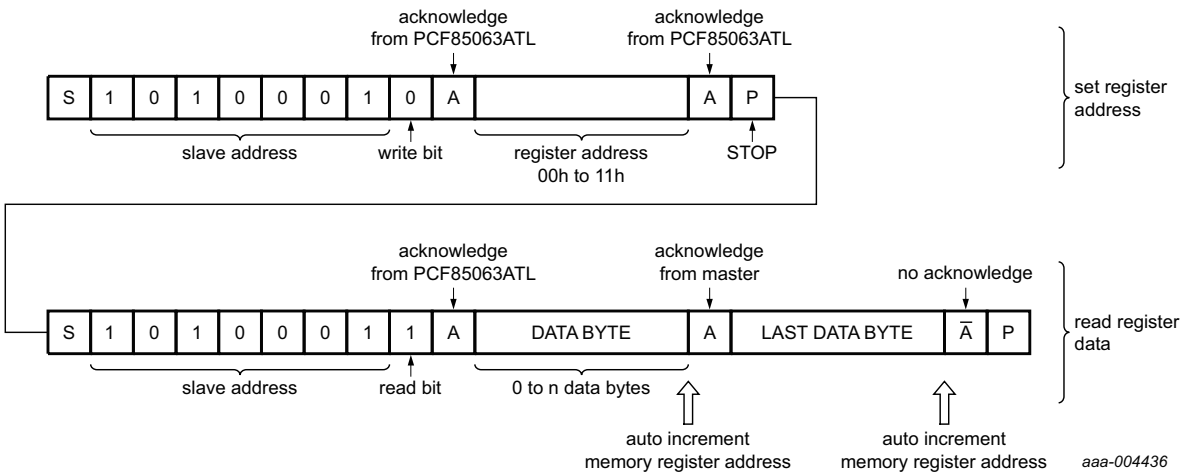 acknowledge
from PCF85063ATL
acknowledge
from PCF85063ATL
S 1 0 1 0 0 0 1 0 A A P
set register
address
slave address
write bit
register address
00h to 11h
STOP
acknowledge
from PCF85063ATL
acknowledge
from master
no acknowledge
S 1 0 1 0 0 0 1 1 A DATA BYTE A LAST DATA BYTE A̅ P
read register
data
slave address
read bit
0 to n data bytes
auto increment
memory register address
auto increment
memory register address
aaa-004436